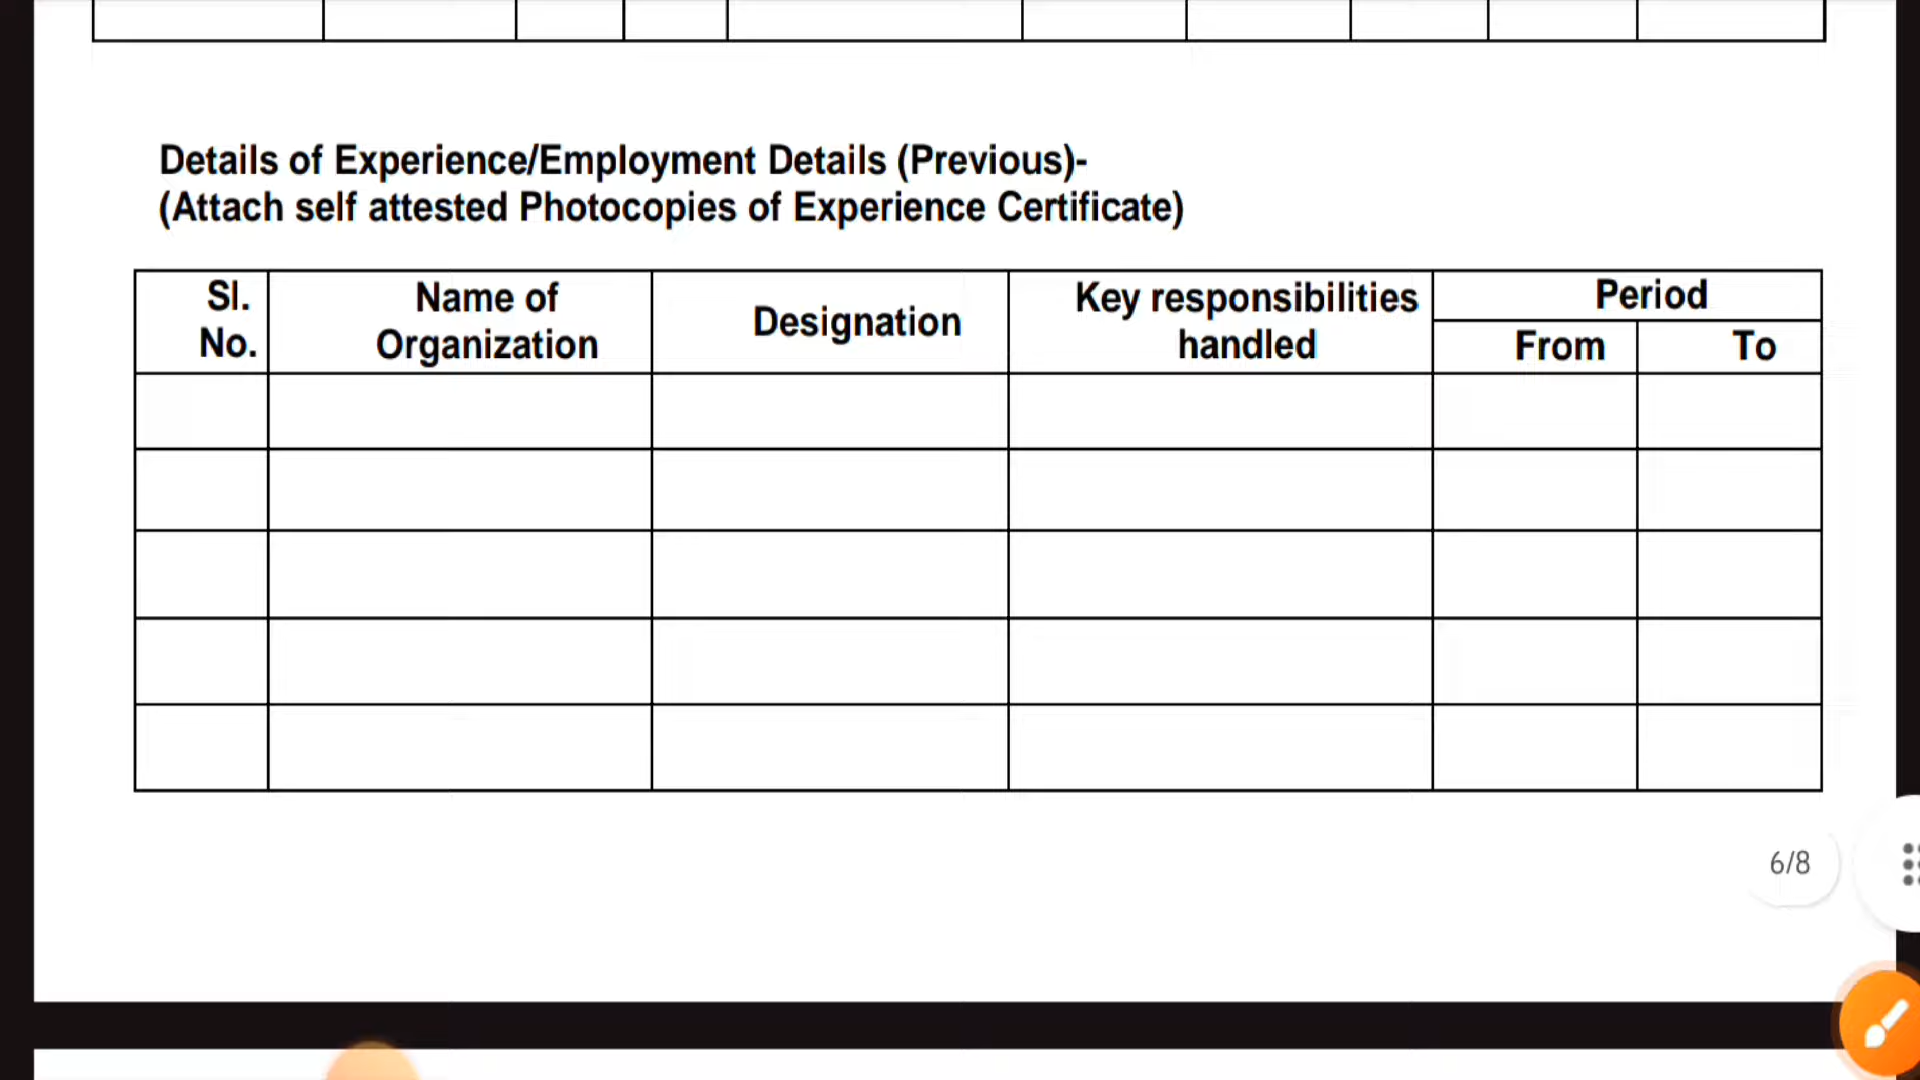 Details of Experience/Employment Details (Previous)-
(Attach self attested Photocopies of Experience Certificate)
Sl. No.
Name of Organization
Designation
Key responsibilities handled
Period
From
To
6/8